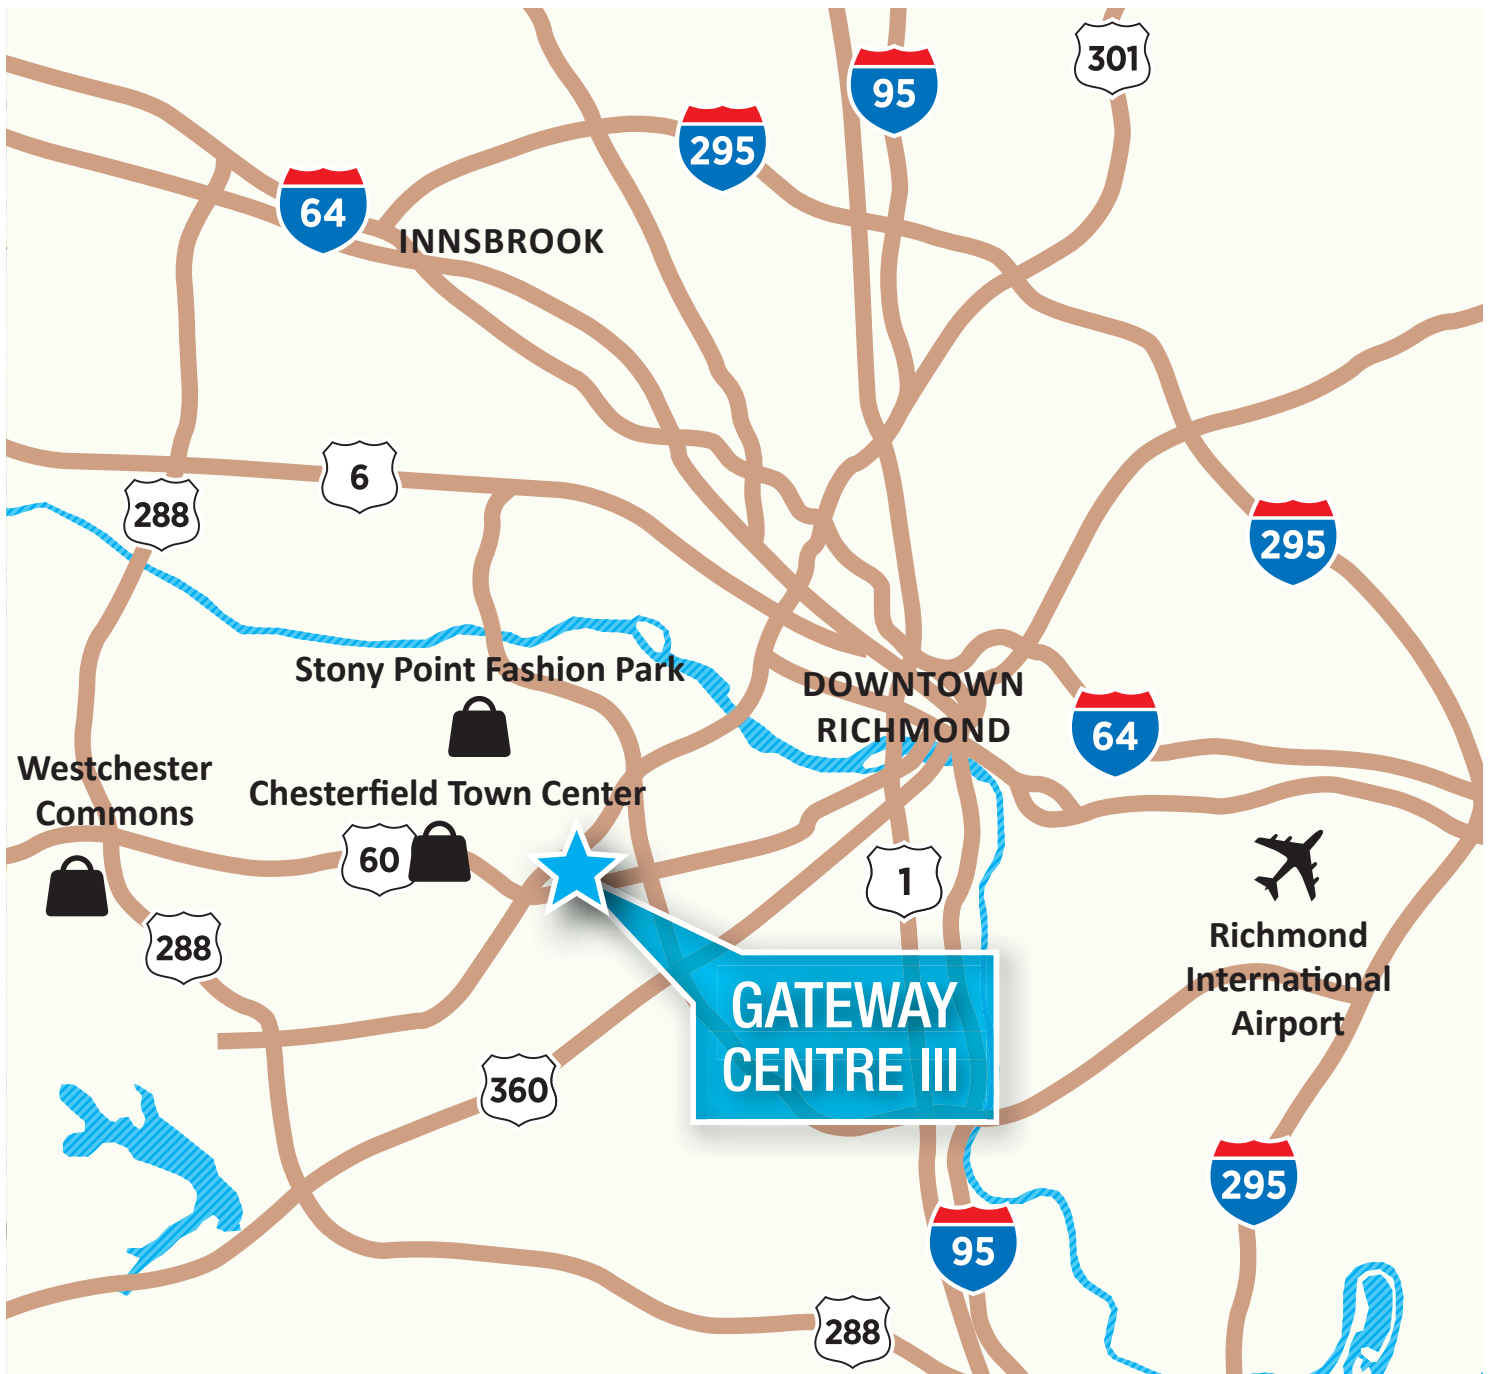 301
95
295
64
INNSBROOK
6
288
295
Stony Point Fashion Park
DOWNTOWN
RICHMOND
64
Westchester
Commons
Chesterfield Town Center
60
1
288
Richmond
International
Airport
GATEWAY
CENTRE III
360
295
95
288